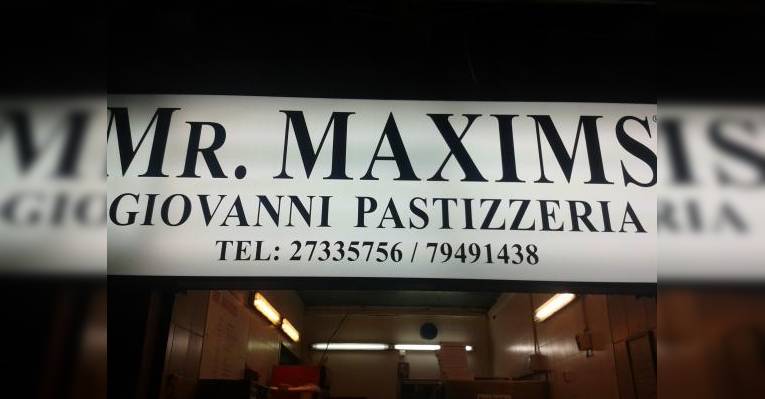 MR. MAXIMS
GIOVANNI PASTIZZERIA
TEL: 27335756 / 79491438